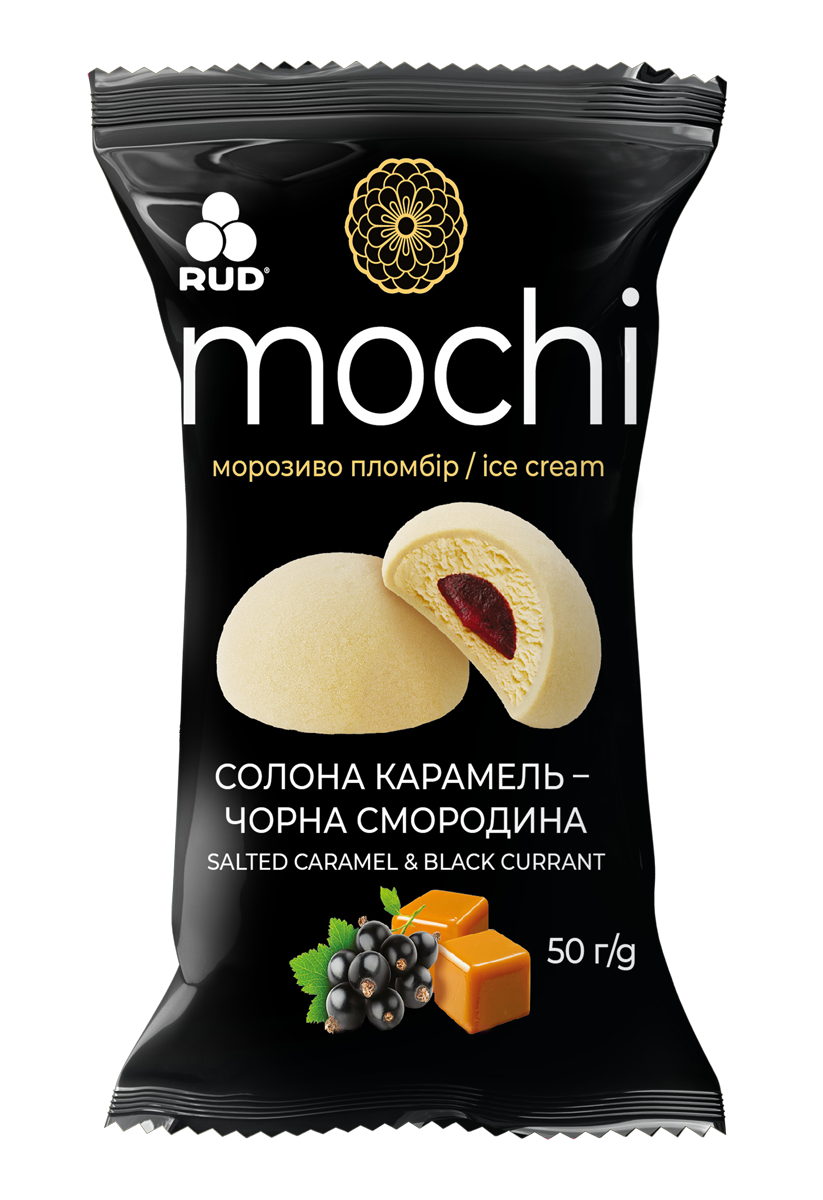 RUD®
mochi
морозиво пломбір / ice cream
СОЛОНА КАРАМЕЛЬ –
ЧОРНА СМОРОДИНА
SALTED CARAMEL & BLACK CURRANT
50 г/g